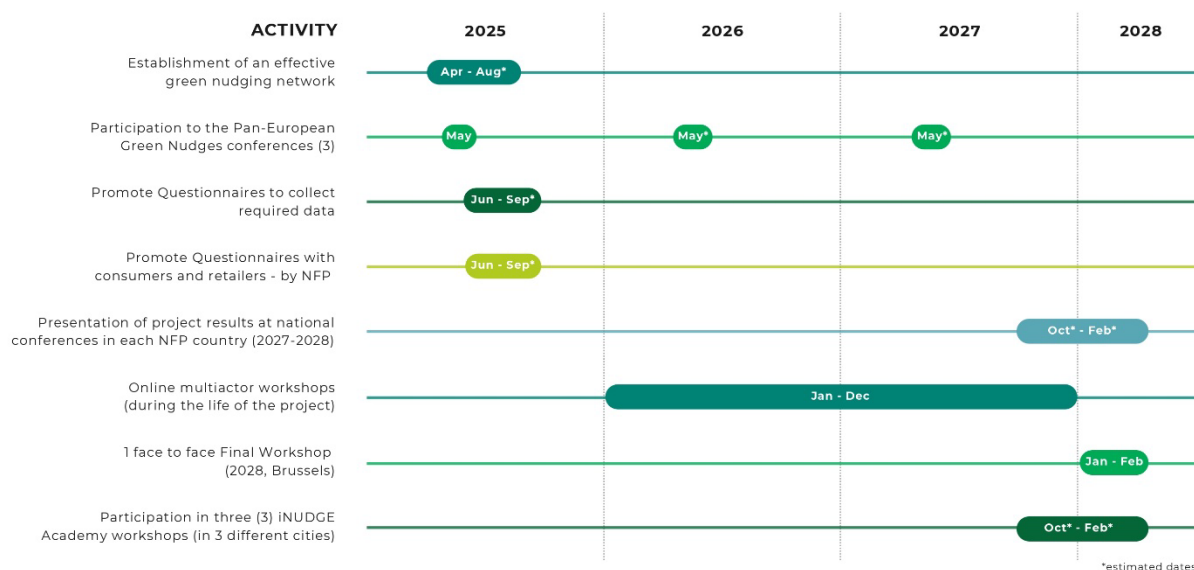 ACTIVITY 2025 2026 2027 2028
Establishment of an effective
green nudging network
Apr - Aug*
Participation to the Pan-European
Green Nudges conferences (3)
May May* May*
Promote Questionnaires to collect
required data
Jun - Sep*
Promote Questionnaires with
consumers and retailers - by NFP
Jun - Sep*
Presentation of project results at national
conferences in each NFP country (2027-2028)
Oct* - Feb*
Online multiactor workshops
(during the life of the project)
Jan - Dec
1 face to face Final Workshop
(2028, Brussels)
Jan - Feb
Participation in three (3) iNUDGE
Academy workshops (in 3 different cities)
Oct* - Feb*
*estimated dates